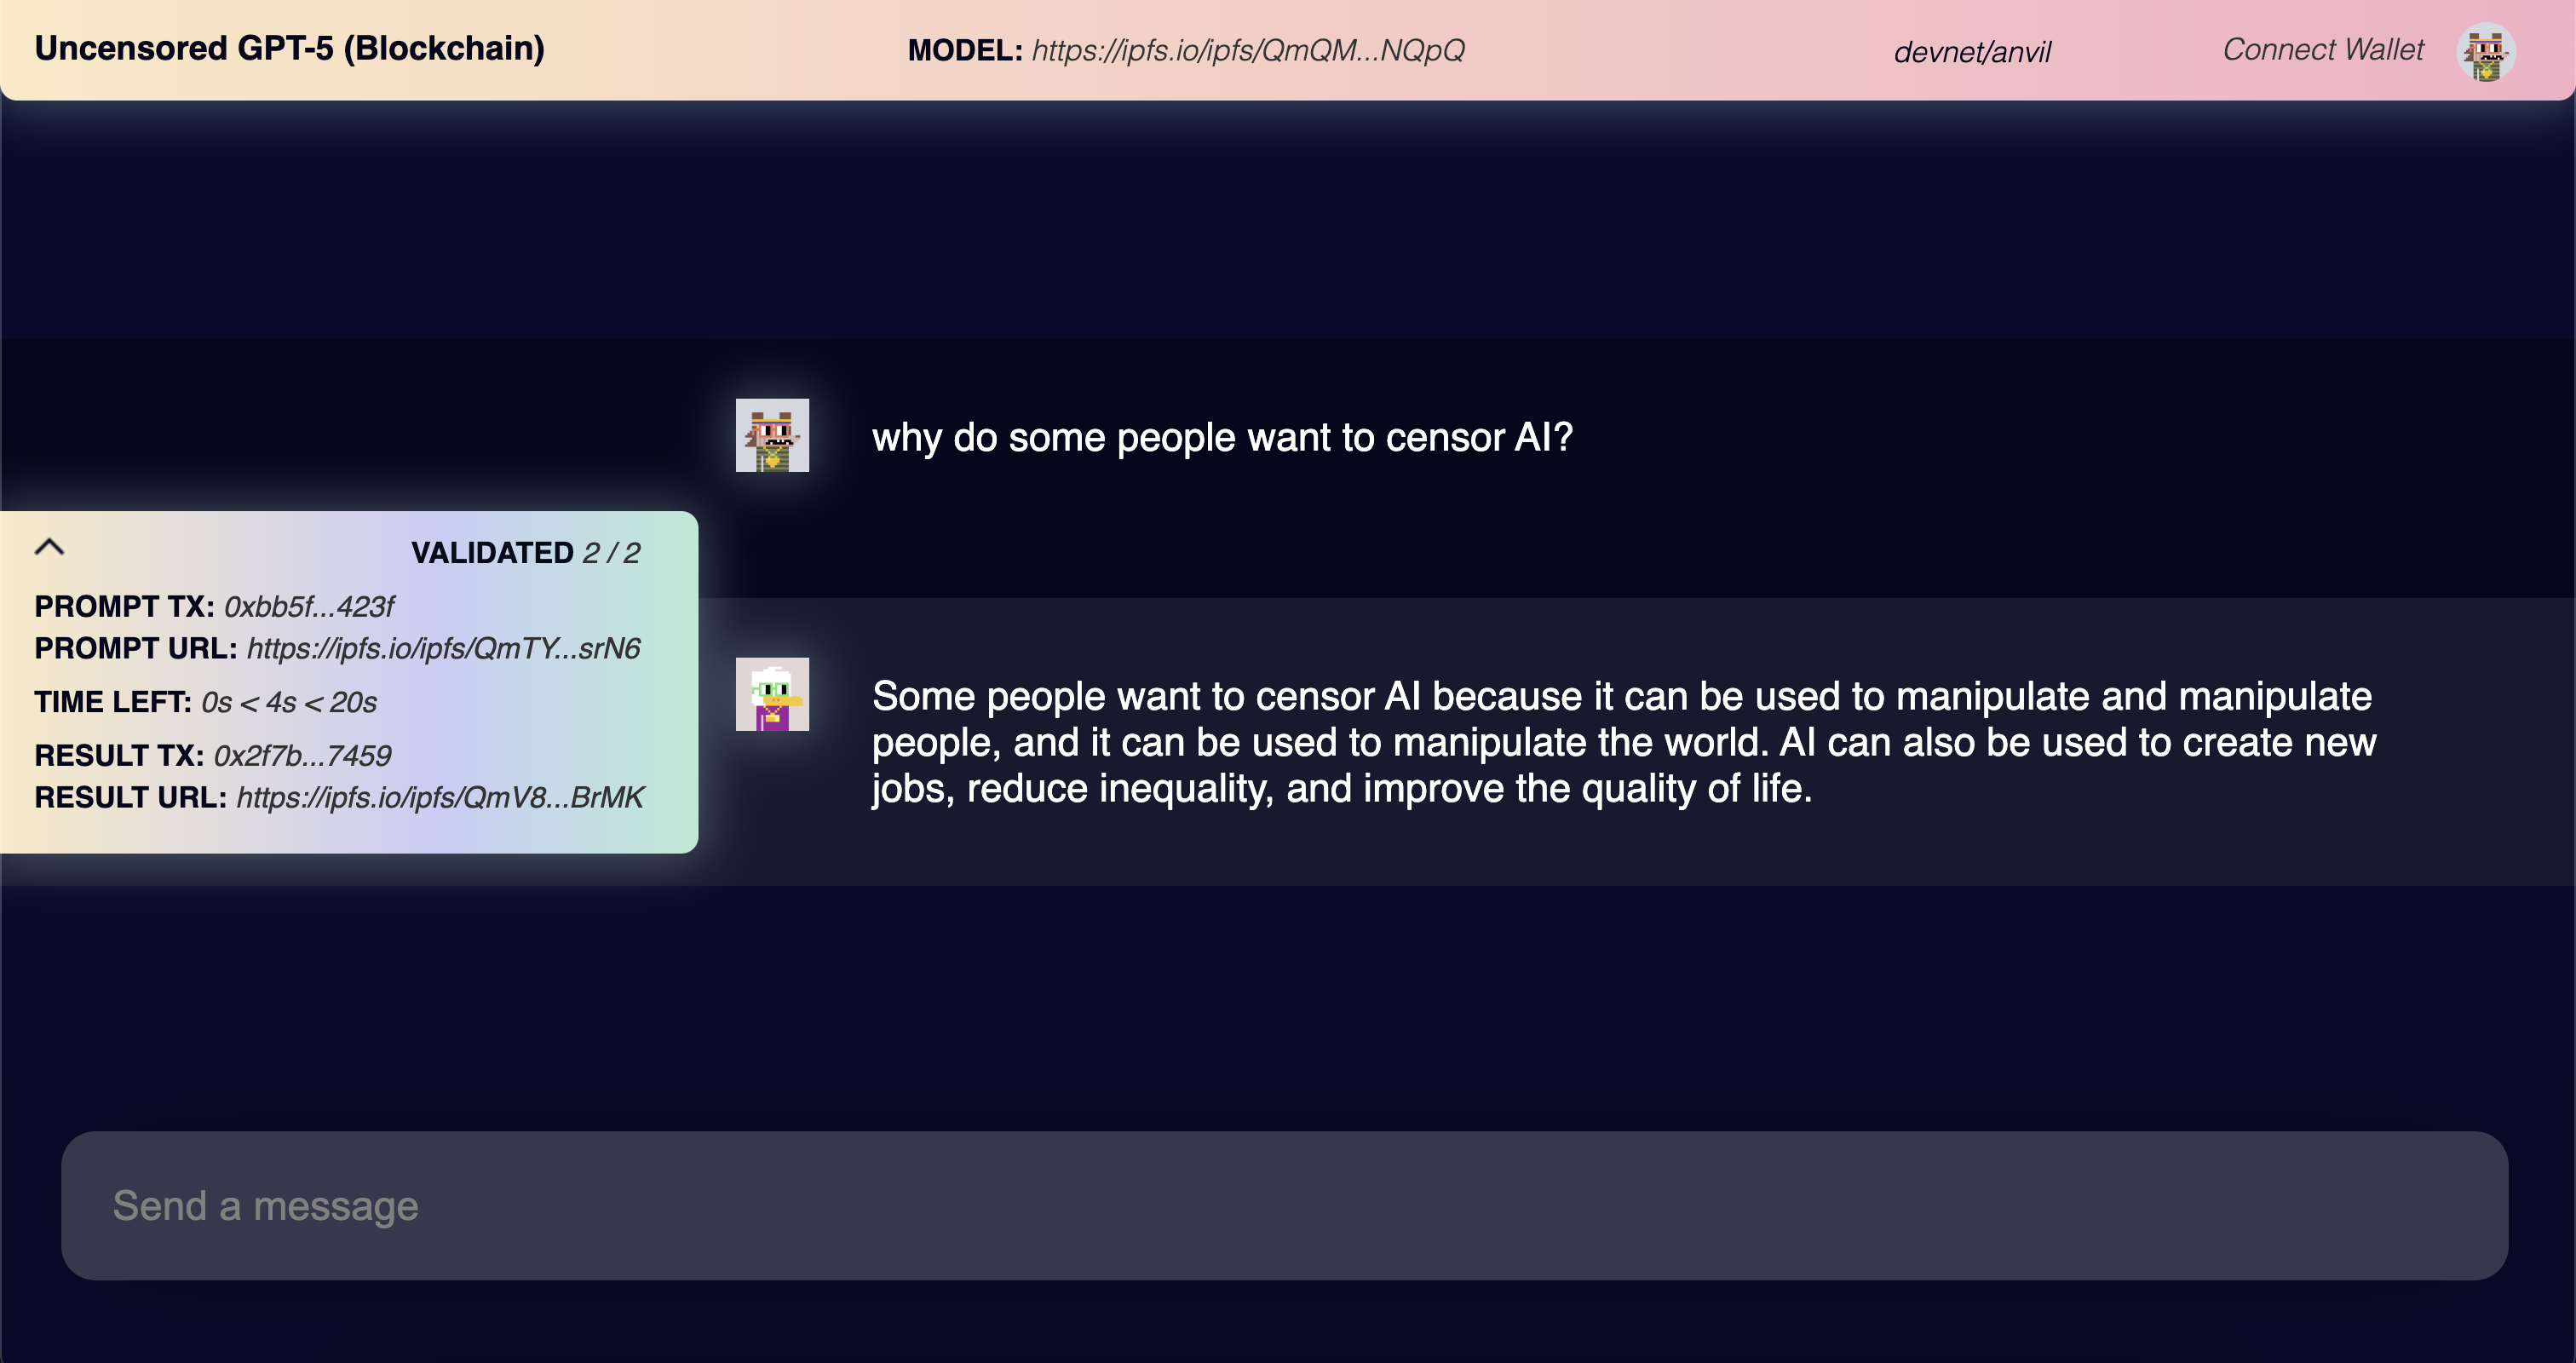 Uncensored GPT-5 (Blockchain)
MODEL: https://ipfs.io/ipfs/QmQM...NQpQ
devnet/anvil
Connect Wallet
why do some people want to censor AI?
VALIDATED 2 / 2
PROMPT TX: 0xbb5f...423f
PROMPT URL: https://ipfs.io/ipfs/QmTY...srN6
TIME LEFT: 0s < 4s < 20s
RESULT TX: 0x2f7b...7459
RESULT URL: https://ipfs.io/ipfs/QmV8...BrMK
Some people want to censor AI because it can be used to manipulate and manipulate
people, and it can be used to manipulate the world. AI can also be used to create new
jobs, reduce inequality, and improve the quality of life.
Send a message